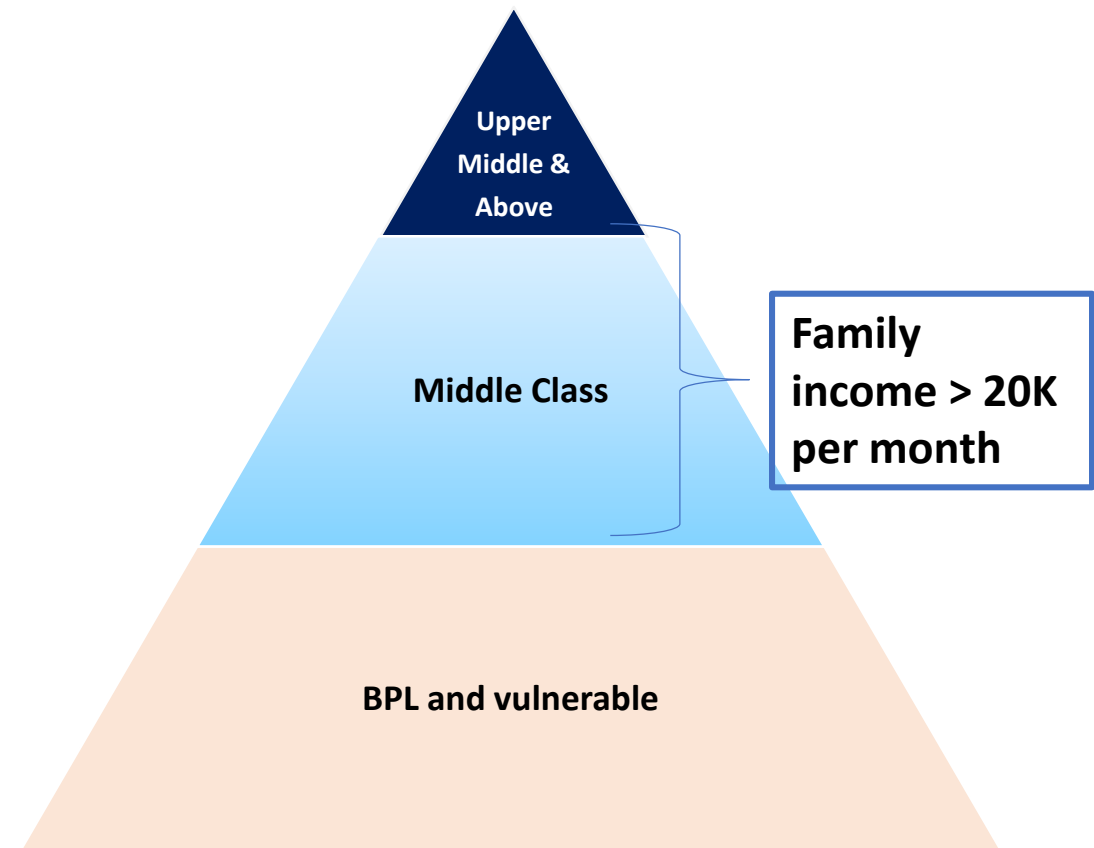 Upper
Middle &
Above
Middle Class
Family
income > 20K
per month
BPL and vulnerable